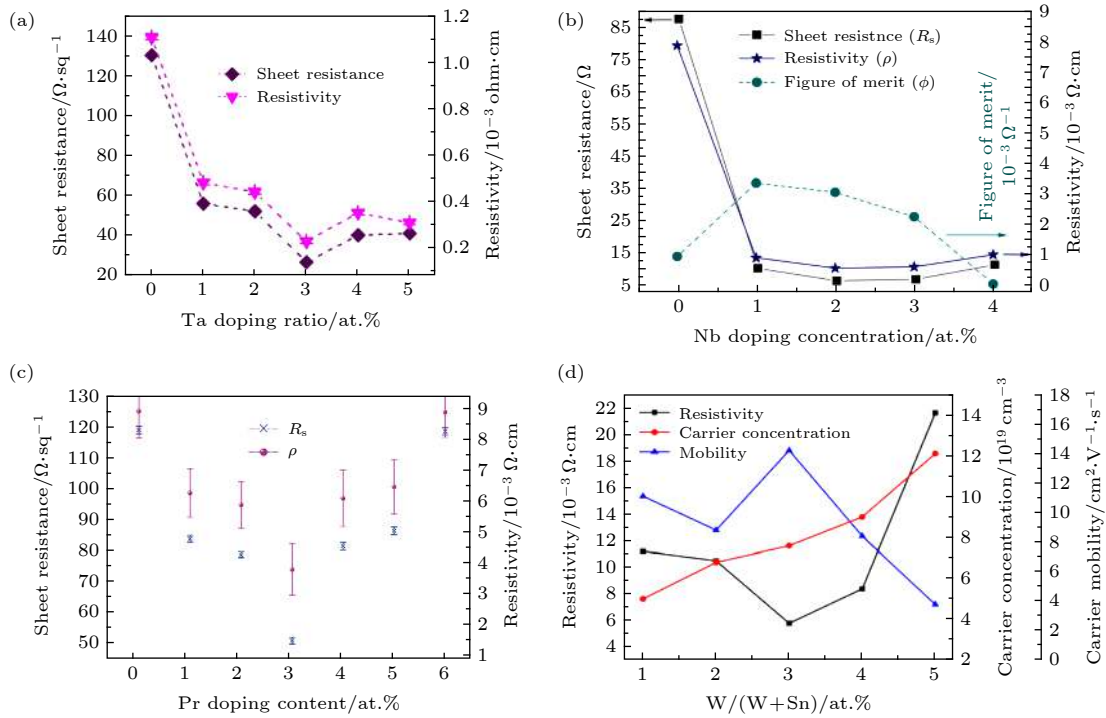 (a)
140
120
100
80
60
40
20
Sheet resistance/Ω·sq⁻¹
Sheet resistance
Resistivity
1.2
1.0
0.8
0.6
0.4
0.2
Resistivity/10⁻³ ohm·cm
0 1 2 3 4 5
Ta doping ratio/at.%
(b)
85
75
65
55
45
35
25
15
5
Sheet resistance/Ω
Sheet resistnce (Rₛ)
Resistivity (ρ)
Figure of merit (ϕ)
Figure of merit/
10⁻³ Ω⁻¹
9
8
7
6
5
4
3
2
1
0
Resistivity/10⁻³ Ω·cm
0 1 2 3 4
Nb doping concentration/at.%
(c)
130
120
110
100
90
80
70
60
50
Sheet resistance/Ω·sq⁻¹
Rₛ
ρ
9
8
7
6
5
4
3
2
1
Resistivity/10⁻³ Ω·cm
0 1 2 3 4 5 6
Pr doping content/at.%
(d)
22
20
18
16
14
12
10
8
6
4
Resistivity/10⁻³ Ω·cm
Resistivity
Carrier concentration
Mobility
14
12
10
8
6
4
2
Carrier concentration/10¹⁹ cm⁻³
18
16
14
12
10
8
6
4
2
0
Carrier mobility/cm²·V⁻¹·s⁻¹
1 2 3 4 5
W/(W+Sn)/at.%